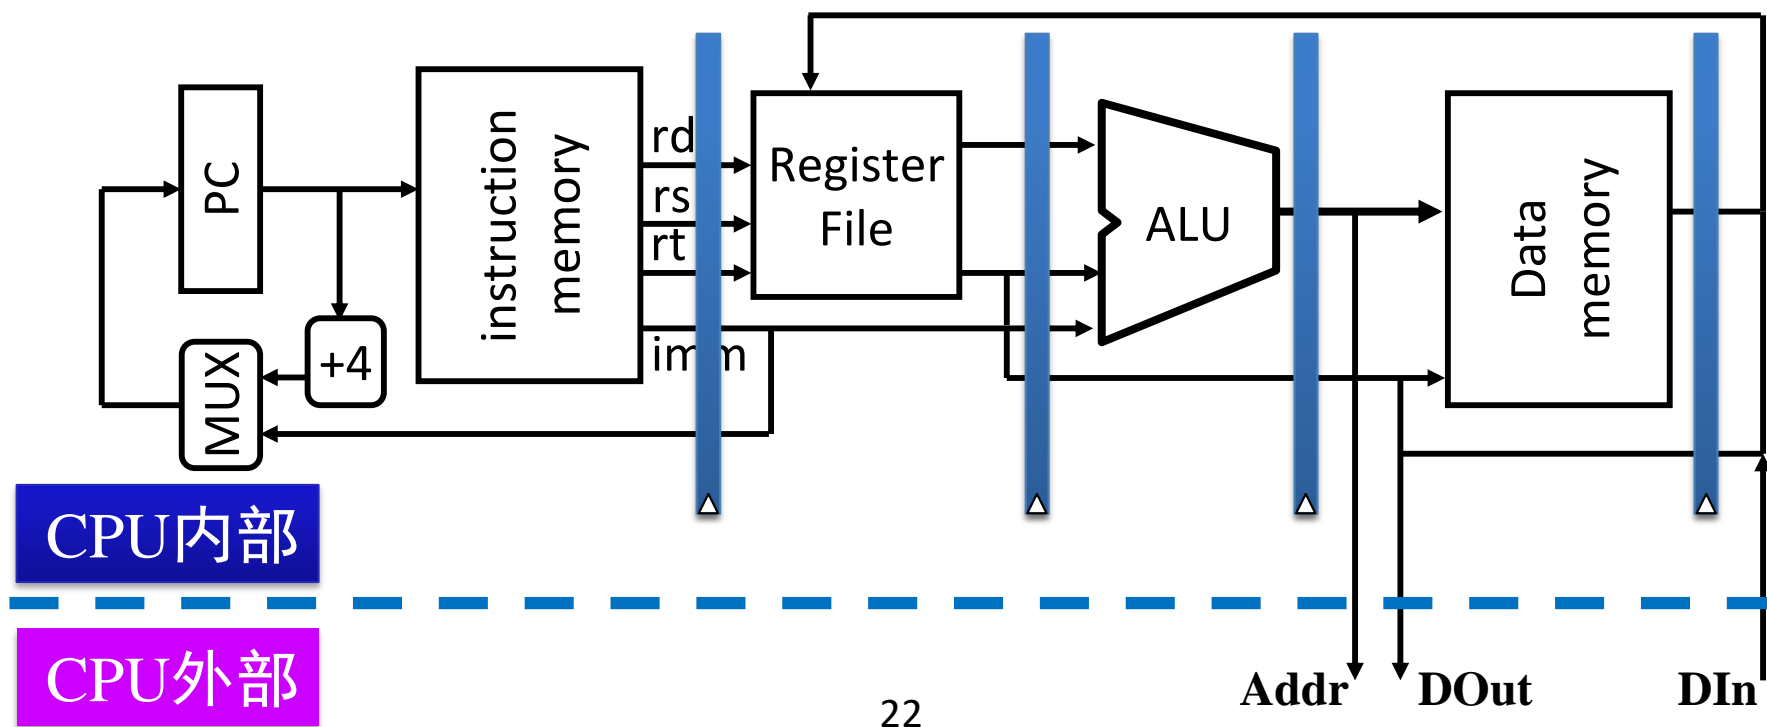 PC
instruction
memory
rd
rs
rt
imm
Register
File
ALU
Data
memory
+4
MUX
CPU内部
CPU外部
Addr
DOut
DIn
22